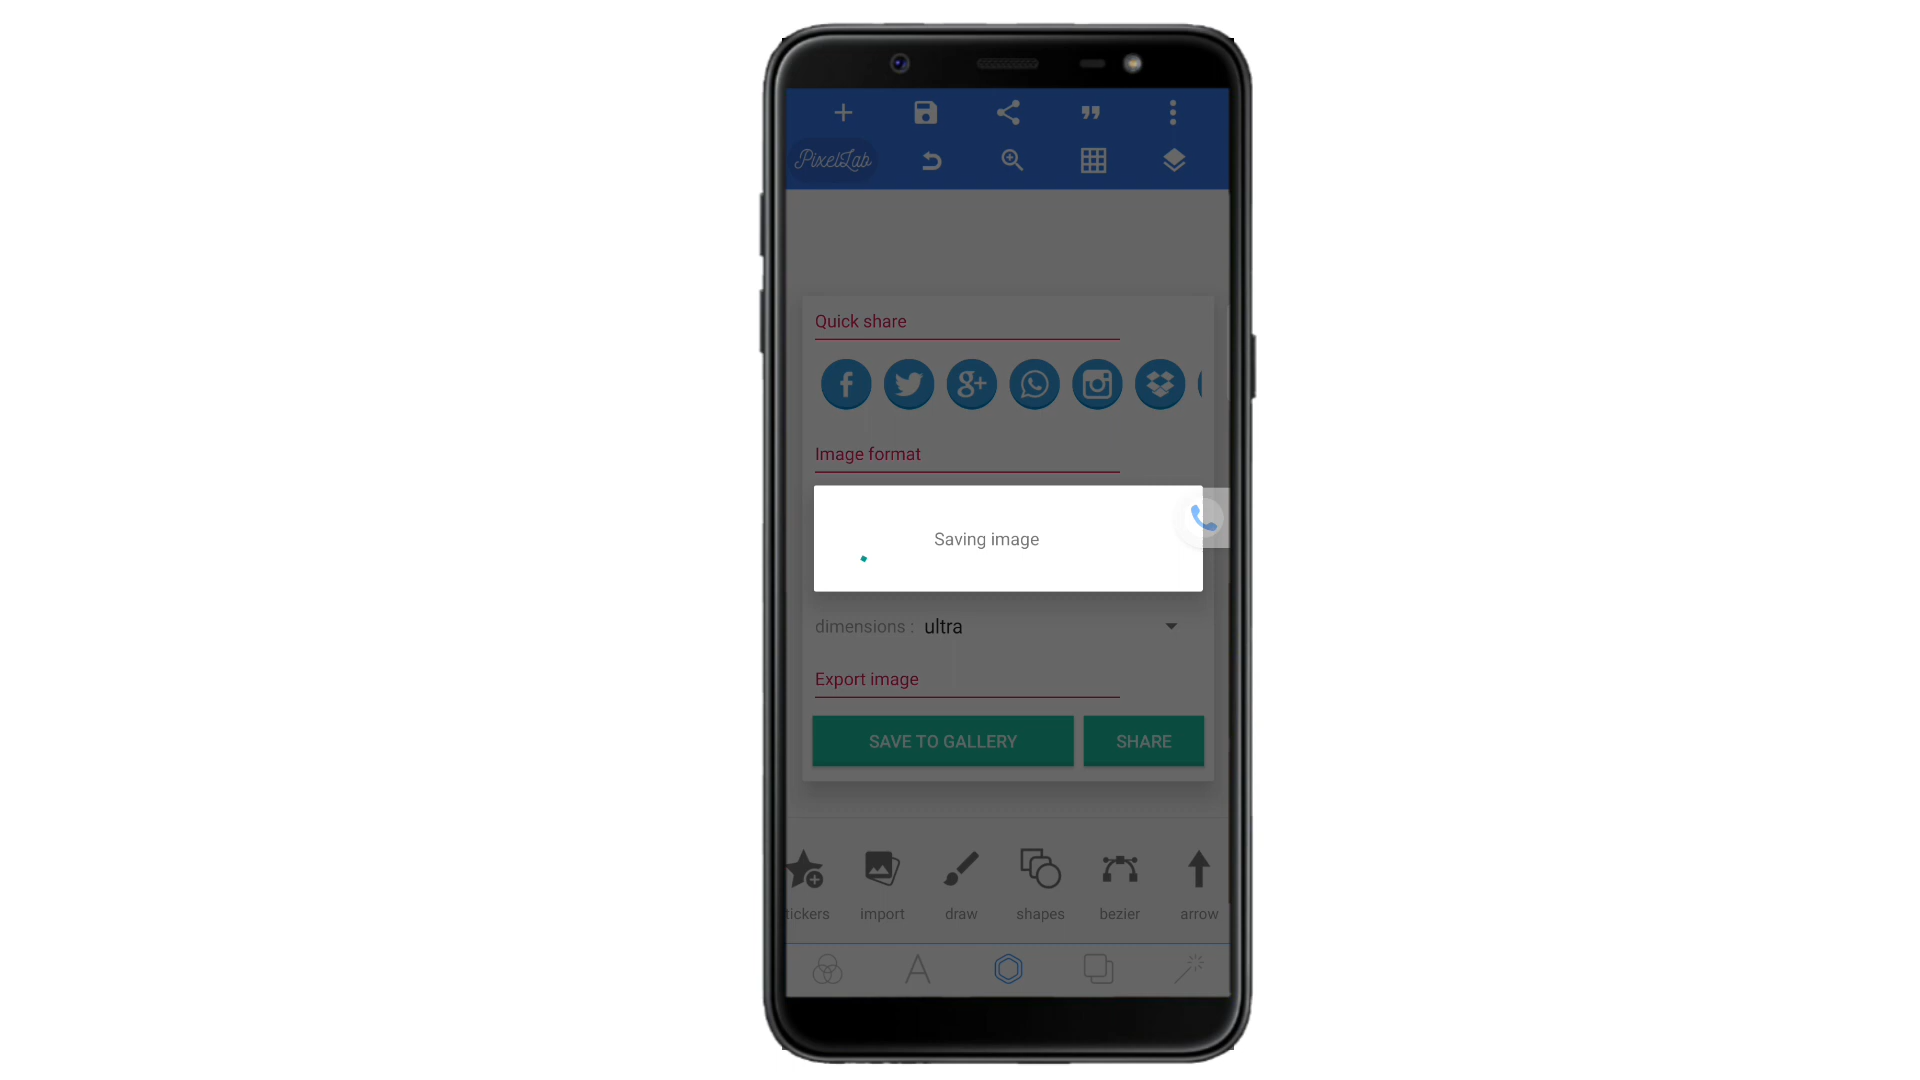 PixelLab
Quick share
Image format
Saving image
dimensions : ultra
Export image
SAVE TO GALLERY SHARE
tickers import draw shapes bezier arrow